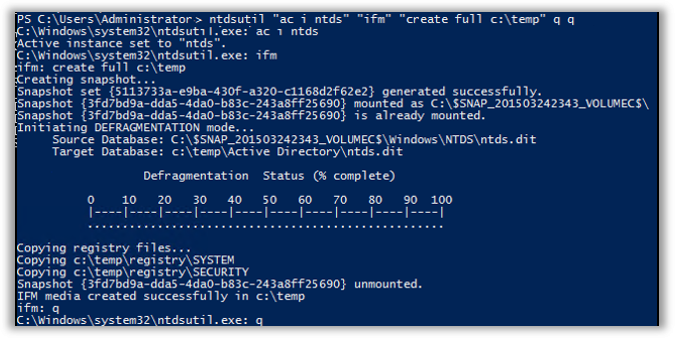 PS C:\Users\Administrator> ntdsutil "ac i ntds" "ifm" "create full c:\temp" q q
C:\Windows\system32\ntdsutil.exe: ac i ntds
Active instance set to "ntds".
C:\Windows\system32\ntdsutil.exe: ifm
ifm: create full c:\temp
Creating snapshot...
Snapshot set {5113733a-e9ba-430f-a320-c1168d2f62e2} generated successfully.
Snapshot {3fd7bd9a-dda5-4da0-b83c-243a8ff25690} mounted as C:\$SNAP_201503242343_VOLUMEC$\
Snapshot {3fd7bd9a-dda5-4da0-b83c-243a8ff25690} is already mounted.
Initiating DEFRAGMENTATION mode...
Source Database: C:\$SNAP_201503242343_VOLUMEC$\Windows\NTDS\ntds.dit
Target Database: c:\temp\Active Directory\ntds.dit
Defragmentation Status (% complete)
0 10 20 30 40 50 60 70 80 90 100
|----|----|----|----|----|----|----|----|----|----|
...................................................
Copying registry files...
Copying c:\temp\registry\SYSTEM
Copying c:\temp\registry\SECURITY
Snapshot {3fd7bd9a-dda5-4da0-b83c-243a8ff25690} unmounted.
IFM media created successfully in c:\temp
ifm: q
C:\Windows\system32\ntdsutil.exe: q